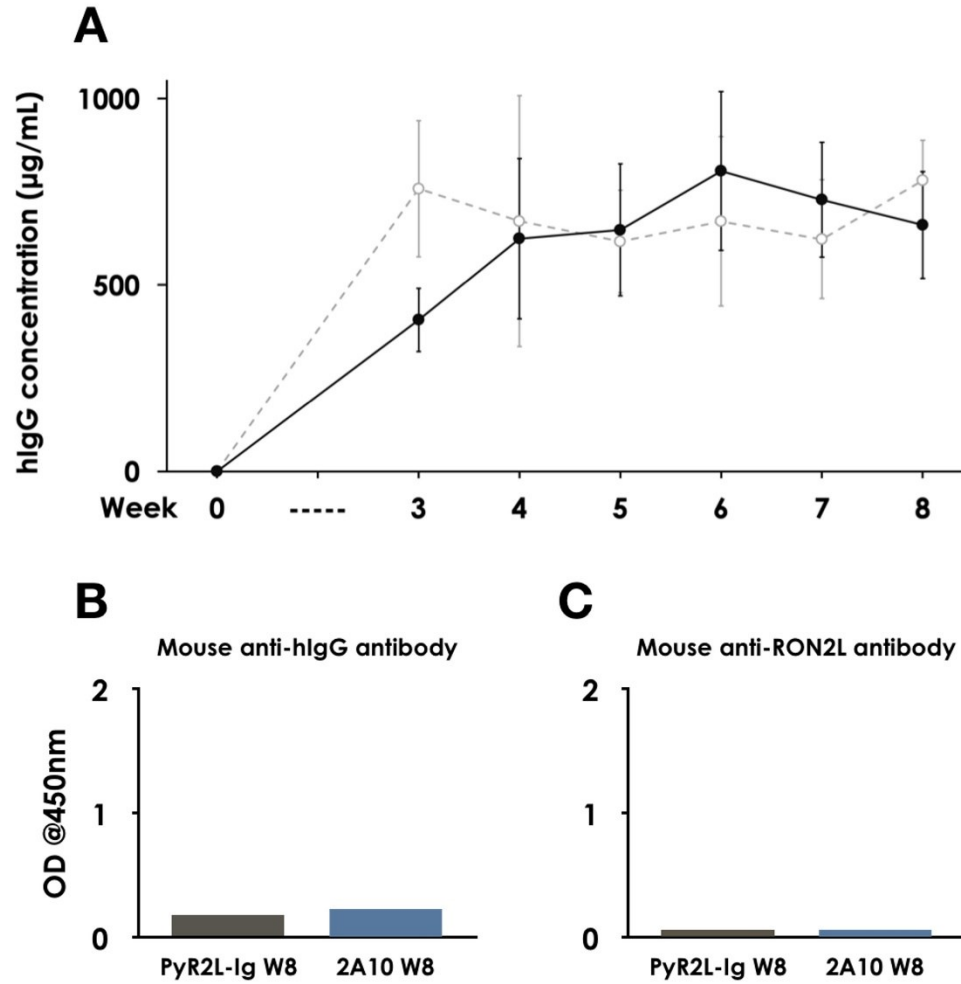 A
hIgG concentration (µg/mL)
1000
500
0
Week 0 ----- 3 4 5 6 7 8
B
Mouse anti-hIgG antibody
OD @450nm
2
1
0
PyR2L-Ig W8 2A10 W8
C
Mouse anti-RON2L antibody
2
1
0
PyR2L-Ig W8 2A10 W8